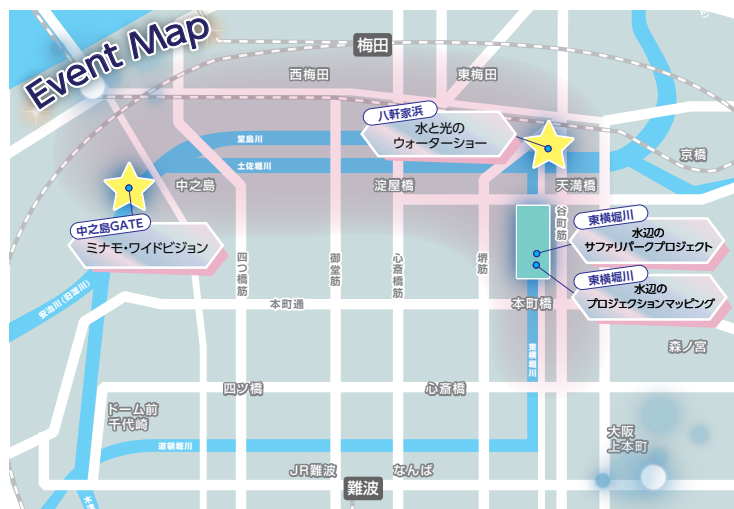 Event Map
梅田
西梅田
東梅田
八軒家浜
水と光の
ウォーターショー
堂島川
土佐堀川
京橋
中之島
淀屋橋
天満橋
中之島GATE
ミナモ・ワイドビジョン
谷町筋
東横堀川
水辺の
サファリパークプロジェクト
東横堀川
水辺の
プロジェクションマッピング
四つ橋筋
御堂筋
心斎橋筋
堺筋
安治川(旧淀川)
本町通
本町橋
東横堀川
森ノ宮
四ツ橋
心斎橋
ドーム前
千代崎
大阪
上本町
道頓堀川
JR難波
なんば
難波